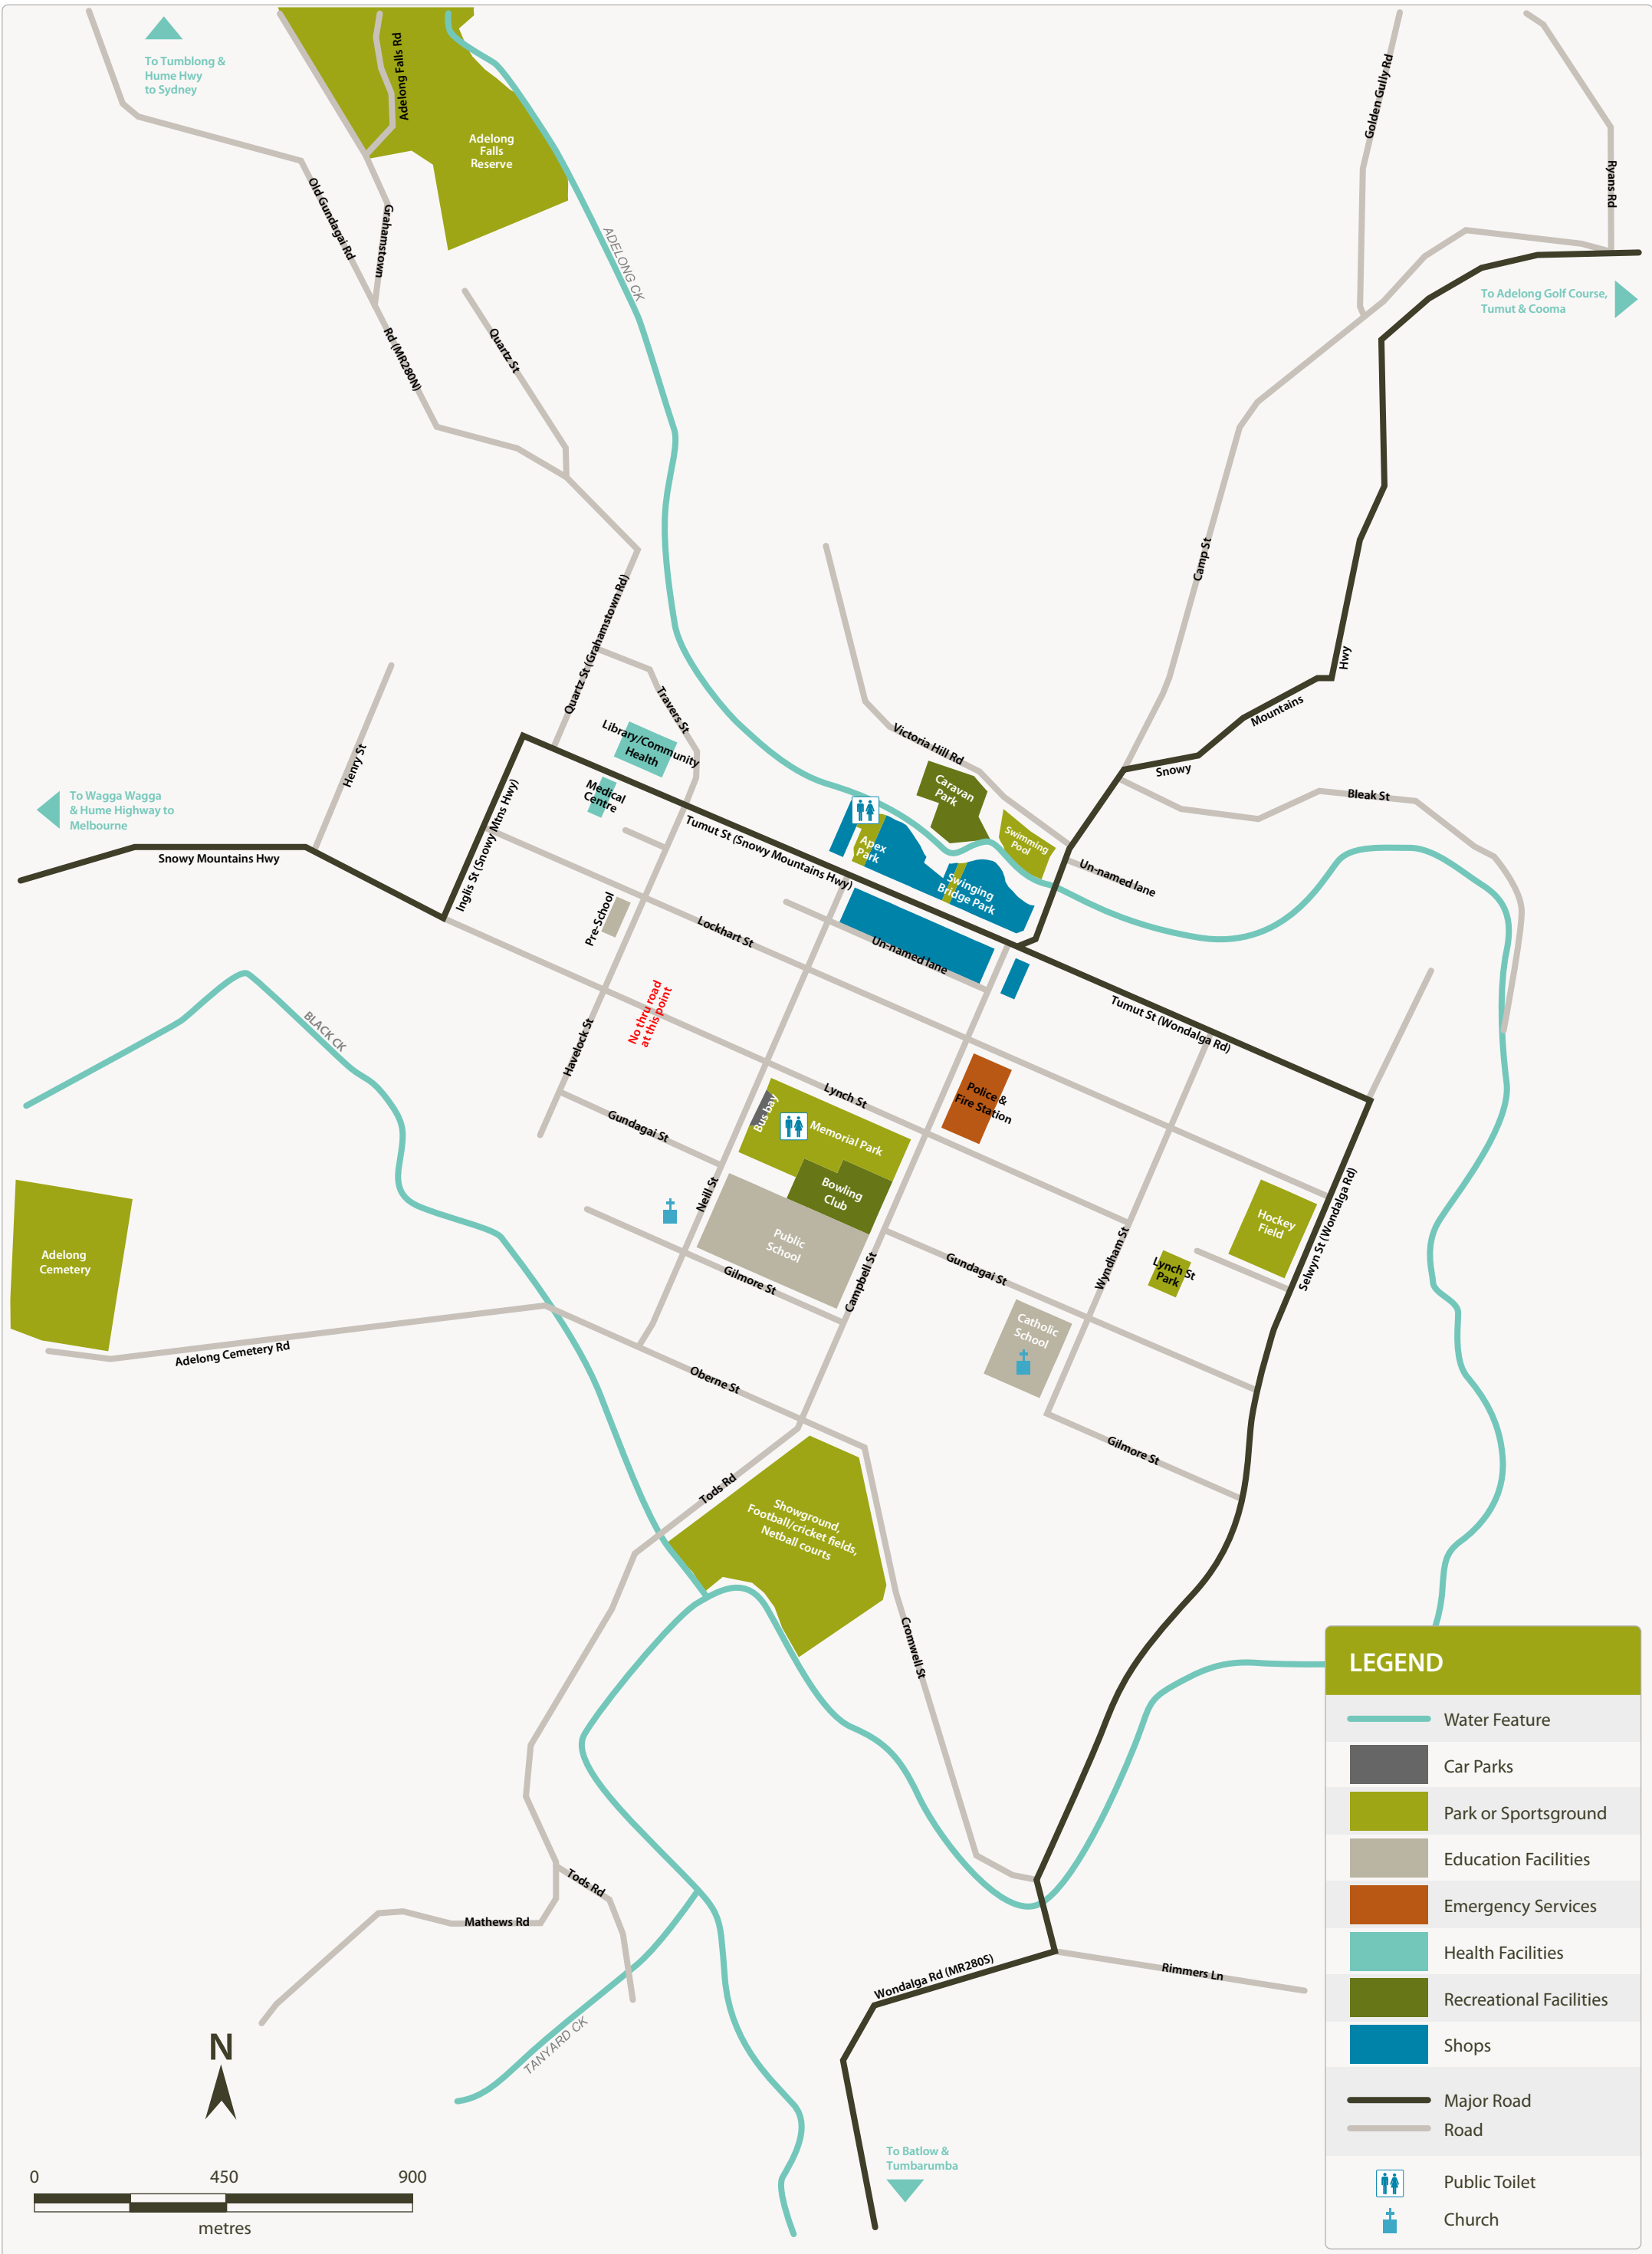 To Tumblong &
Hume Hwy
to Sydney
Adelong Falls Rd
Adelong
Falls
Reserve
Golden Gully Rd
Ryans Rd
Old Gundagai Rd
Grahamstown
ADELONG CK
To Adelong Golf Course,
Tumut & Cooma
Rd (MR280N)
Quartz St
Camp St
Quartz St (Grahamstown Rd)
Hwy
Travers St
Mountains
Library/Community
Health
Victoria Hill Rd
Henry St
Snowy
Medical
Centre
Caravan
Park
Bleak St
To Wagga Wagga
& Hume Highway to
Melbourne
Swimming
Pool
Inglis St (Snowy Mtns Hwy)
Tumut St (Snowy Mountains Hwy)
Apex
Park
Snowy Mountains Hwy
Un-named lane
Swinging
Bridge Park
Pre-School
Lockhart St
Un-named lane
No thru road
at this point
Tumut St (Wondalga Rd)
BLACK CK
Havelock St
Lynch St
Police &
Fire Station
Bus bay
Gundagai St
Memorial Park
Neill St
Bowling
Club
Hockey
Field
Selwyn St (Wondalga Rd)
Adelong
Cemetery
Public
School
Wyndham St
Lynch St
Park
Gilmore St
Campbell St
Gundagai St
Catholic
School
Adelong Cemetery Rd
Oberne St
Gilmore St
Tods Rd
Showground,
Football/cricket fields,
Netball courts
Cromwell St
Tods Rd
Mathews Rd
Wondalga Rd (MR280S)
Rimmers Ln
TANYARD CK
To Batlow &
Tumbarumba
N
0 450 900
metres
LEGEND
Water Feature
Car Parks
Park or Sportsground
Education Facilities
Emergency Services
Health Facilities
Recreational Facilities
Shops
Major Road
Road
Public Toilet
Church